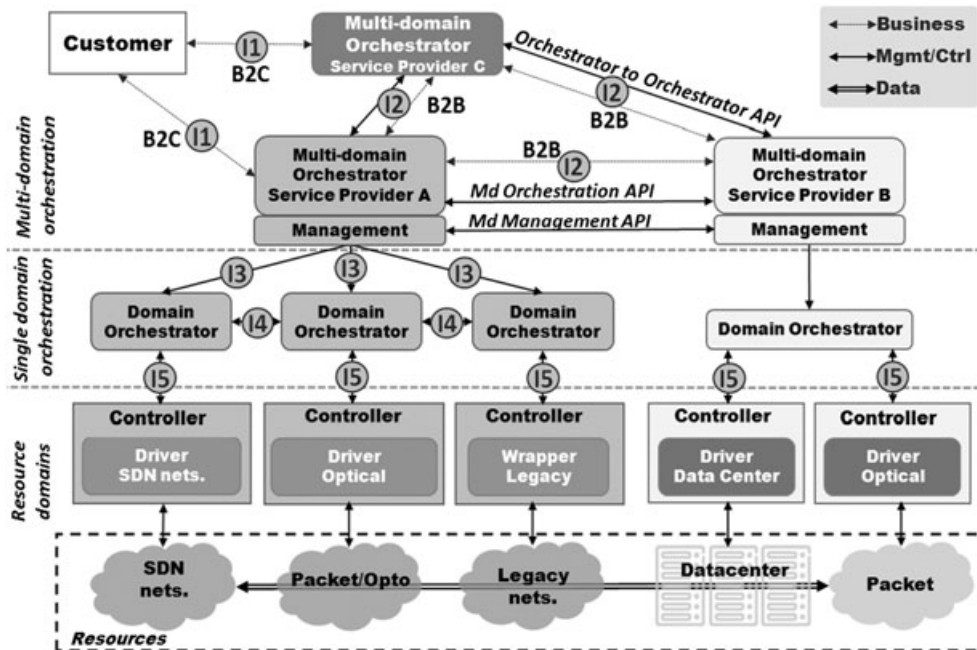 Customer
I1
B2C
Multi-domain
Orchestrator
Service Provider C
Orchestrator to Orchestrator API
Business
Mgmt/Ctrl
Data
I2
B2B
I2
B2B
B2C
I1
Multi-domain orchestration
Multi-domain
Orchestrator
Service Provider A
Management
B2B
I2
Md Orchestration API
Md Management API
Multi-domain
Orchestrator
Service Provider B
Management
Single domain orchestration
I3
I3
I3
Domain
Orchestrator
I4
Domain
Orchestrator
I4
Domain
Orchestrator
Domain Orchestrator
I5
I5
I5
I5
I5
Resource domains
Controller
Driver
SDN nets.
Controller
Driver
Optical
Controller
Wrapper
Legacy
Controller
Driver
Data Center
Controller
Driver
Optical
SDN
nets.
Packet/Opto
Legacy
nets.
Datacenter
Packet
Resources